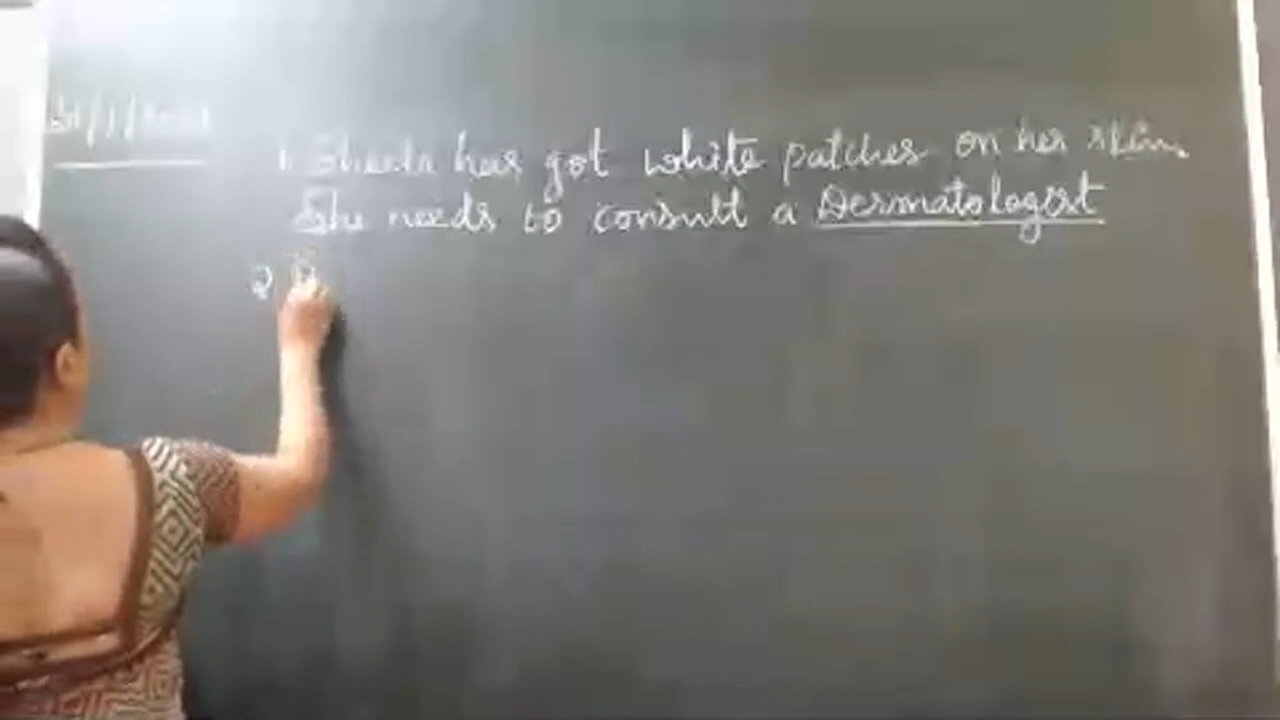 1. Sheela has got white patches on her skin.
She needs to consult a Dermatologist
2